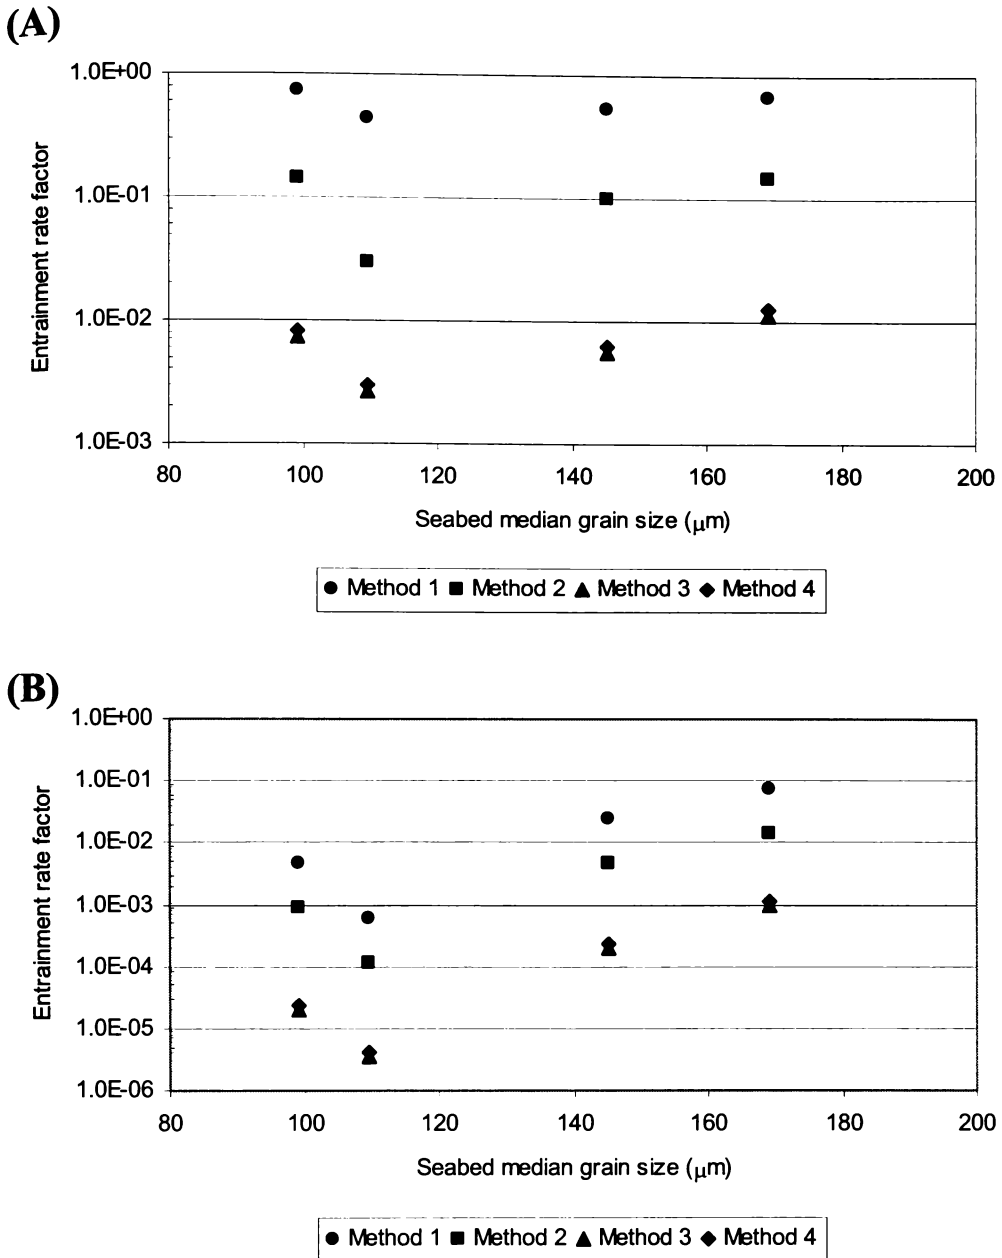 (A)
1.0E+00
1.0E-01
1.0E-02
1.0E-03
Entrainment rate factor
80 100 120 140 160 180 200
Seabed median grain size (μm)
● Method 1 ■ Method 2 ▲ Method 3 ◆ Method 4
(B)
1.0E+00
1.0E-01
1.0E-02
1.0E-03
1.0E-04
1.0E-05
1.0E-06
Entrainment rate factor
80 100 120 140 160 180 200
Seabed median grain size (μm)
● Method 1 ■ Method 2 ▲ Method 3 ◆ Method 4